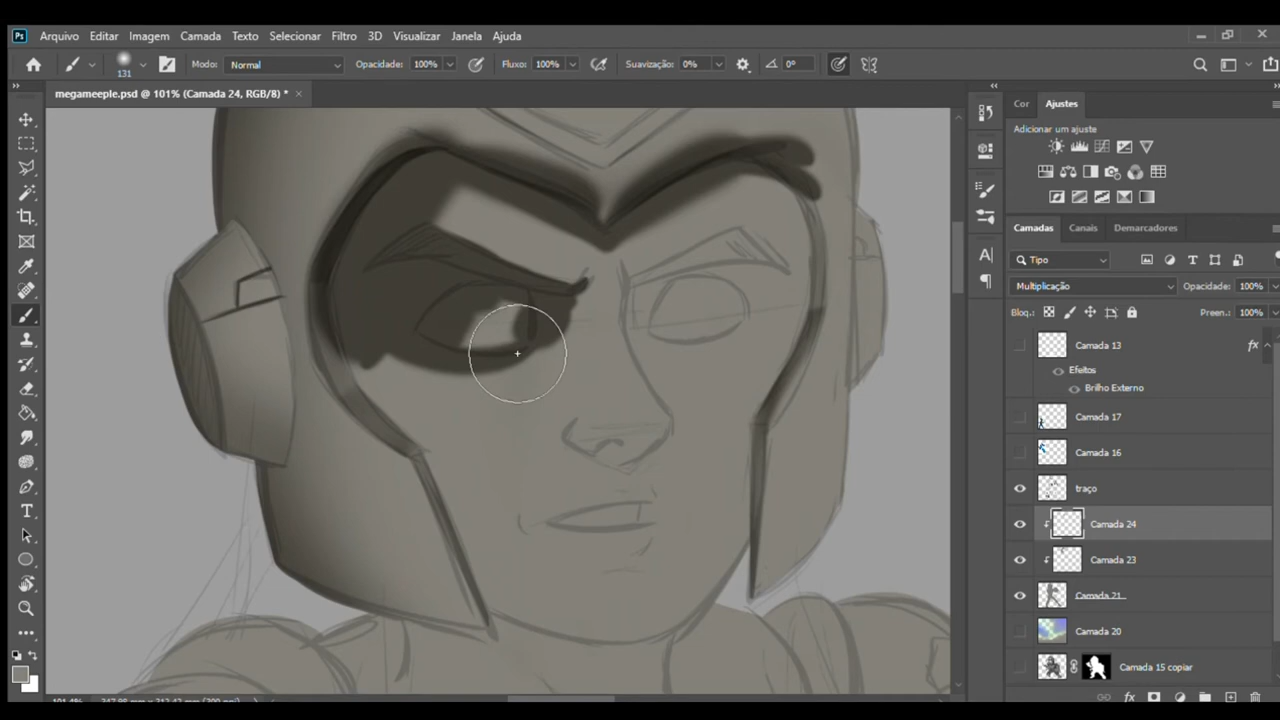 Ps Arquivo Editar Imagem Camada Texto Selecionar Filtro 3D Visualizar Janela Ajuda
131 Modo: Normal Opacidade: 100% Fluxo: 100% Suavização: 0% 0°
megameeple.psd @ 101% (Camada 24, RGB/8) *
Cor Ajustes
Adicionar um ajuste
Camadas Canais Demarcadores
Tipo
Multiplicação Opacidade: 100%
Bloq.: Preen.: 100%
Camada 13 fx
Efeitos
Brilho Externo
Camada 17
Camada 16
traço
Camada 24
Camada 23
Camada 21
Camada 20
Camada 15 copiar